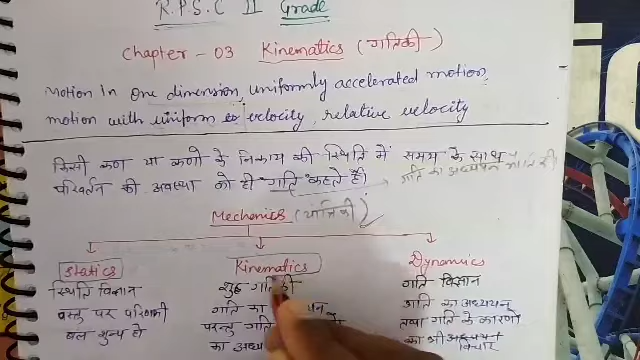 R.P.S.C II Grade
Chapter - 03 Kinematics (गतिकी)
Motion In one dimension, uniformly accelerated motion,
motion with uniform velocity, relative velocity
किसी कण या कणो के निकाय की स्थिति में समय के साथ
परिवर्तन की अवस्था को ही "गति" कहते है।
गति का अध्ययन
Mechanics (यांत्रिकी)
Statics Kinematics Dynamics
स्थिति विज्ञान शुद्ध गतिकी गति विज्ञान
वस्तु पर परिणामी गति का गति का अध्ययन
बल शून्य हो परन्तु गति तथा गति के कारणो
का का भी अध्ययन
विचार